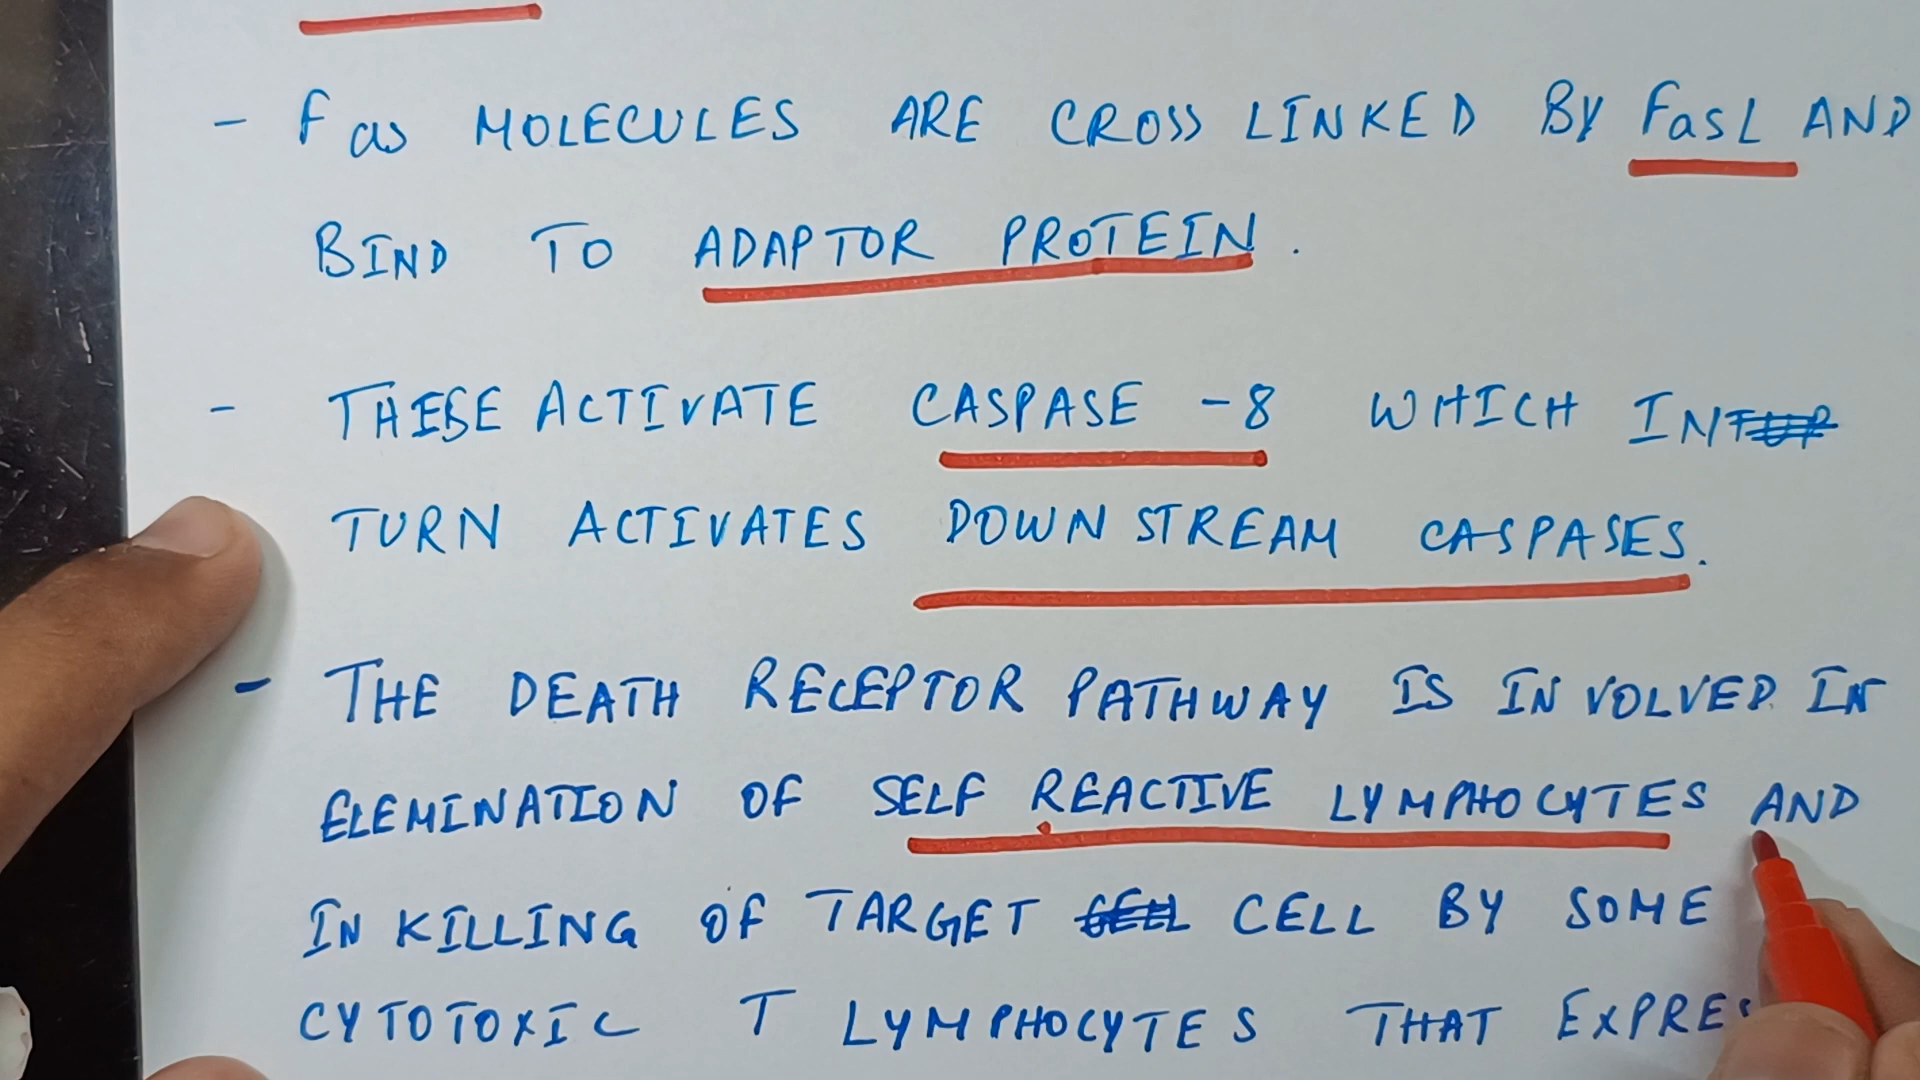 - Fas MOLECULES ARE CROSS LINKED BY FasL AND
BIND TO ADAPTOR PROTEIN.
- THESE ACTIVATE CASPASE -8 WHICH IN
TURN ACTIVATES DOWN STREAM CASPASES.
- THE DEATH RECEPTOR PATHWAY IS INVOLVED IN
ELEMINATION OF SELF REACTIVE LYMPHOCYTES AND
IN KILLING OF TARGET CELL BY SOME
CYTOTOXIC T LYMPHOCYTES THAT